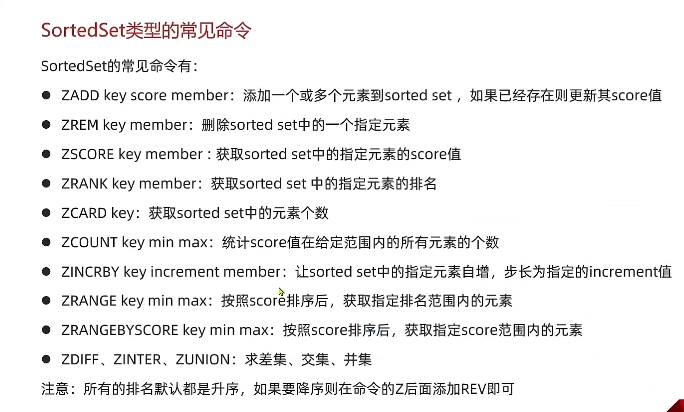 SortedSet类型的常见命令
SortedSet的常见命令有：
● ZADD key score member：添加一个或多个元素到sorted set ，如果已经存在则更新其score值
● ZREM key member：删除sorted set中的一个指定元素
● ZSCORE key member : 获取sorted set中的指定元素的score值
● ZRANK key member：获取sorted set 中的指定元素的排名
● ZCARD key：获取sorted set中的元素个数
● ZCOUNT key min max：统计score值在给定范围内的所有元素的个数
● ZINCRBY key increment member：让sorted set中的指定元素自增，步长为指定的increment值
● ZRANGE key min max：按照score排序后，获取指定排名范围内的元素
● ZRANGEBYSCORE key min max：按照score排序后，获取指定score范围内的元素
● ZDIFF、ZINTER、ZUNION：求差集、交集、并集
注意：所有的排名默认都是升序，如果要降序则在命令的Z后面添加REV即可